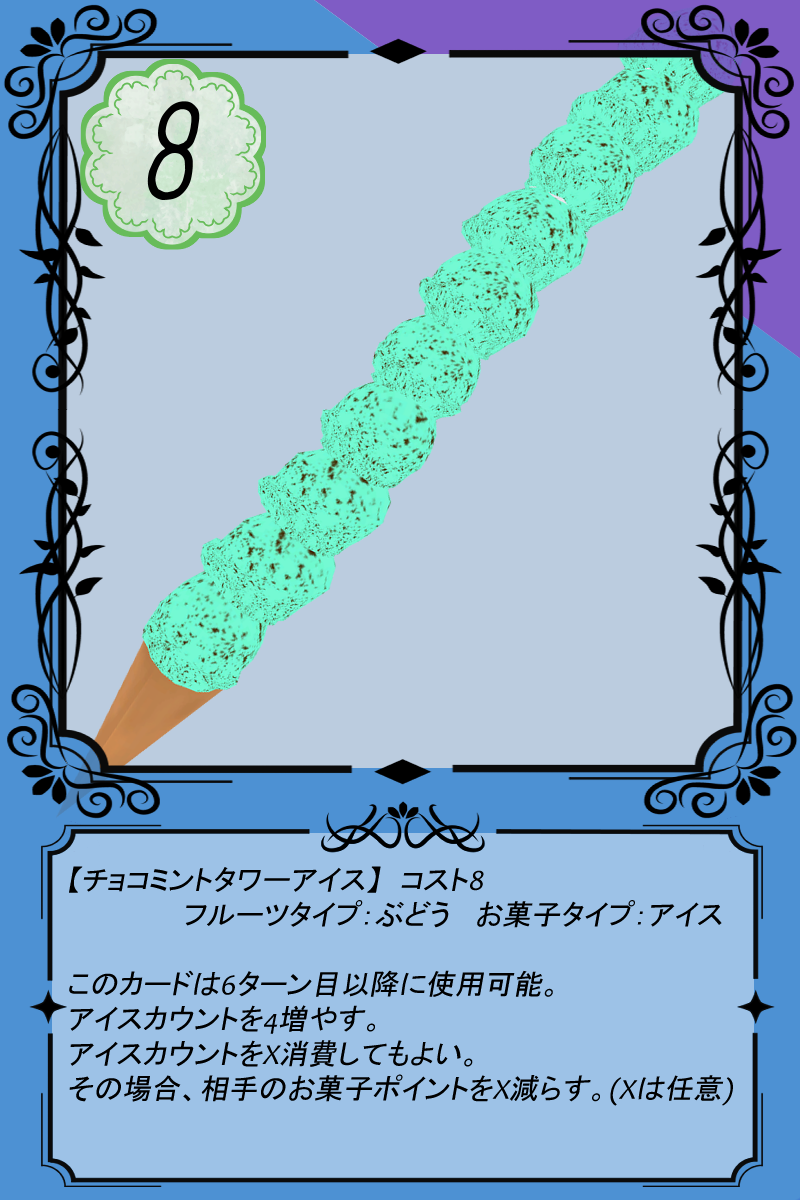 8
【チョコミントタワーアイス】 コスト8
フルーツタイプ：ぶどう　お菓子タイプ：アイス
このカードは6ターン目以降に使用可能。
アイスカウントを4増やす。
アイスカウントをX消費してもよい。
その場合、相手のお菓子ポイントをX減らす。(Xは任意)